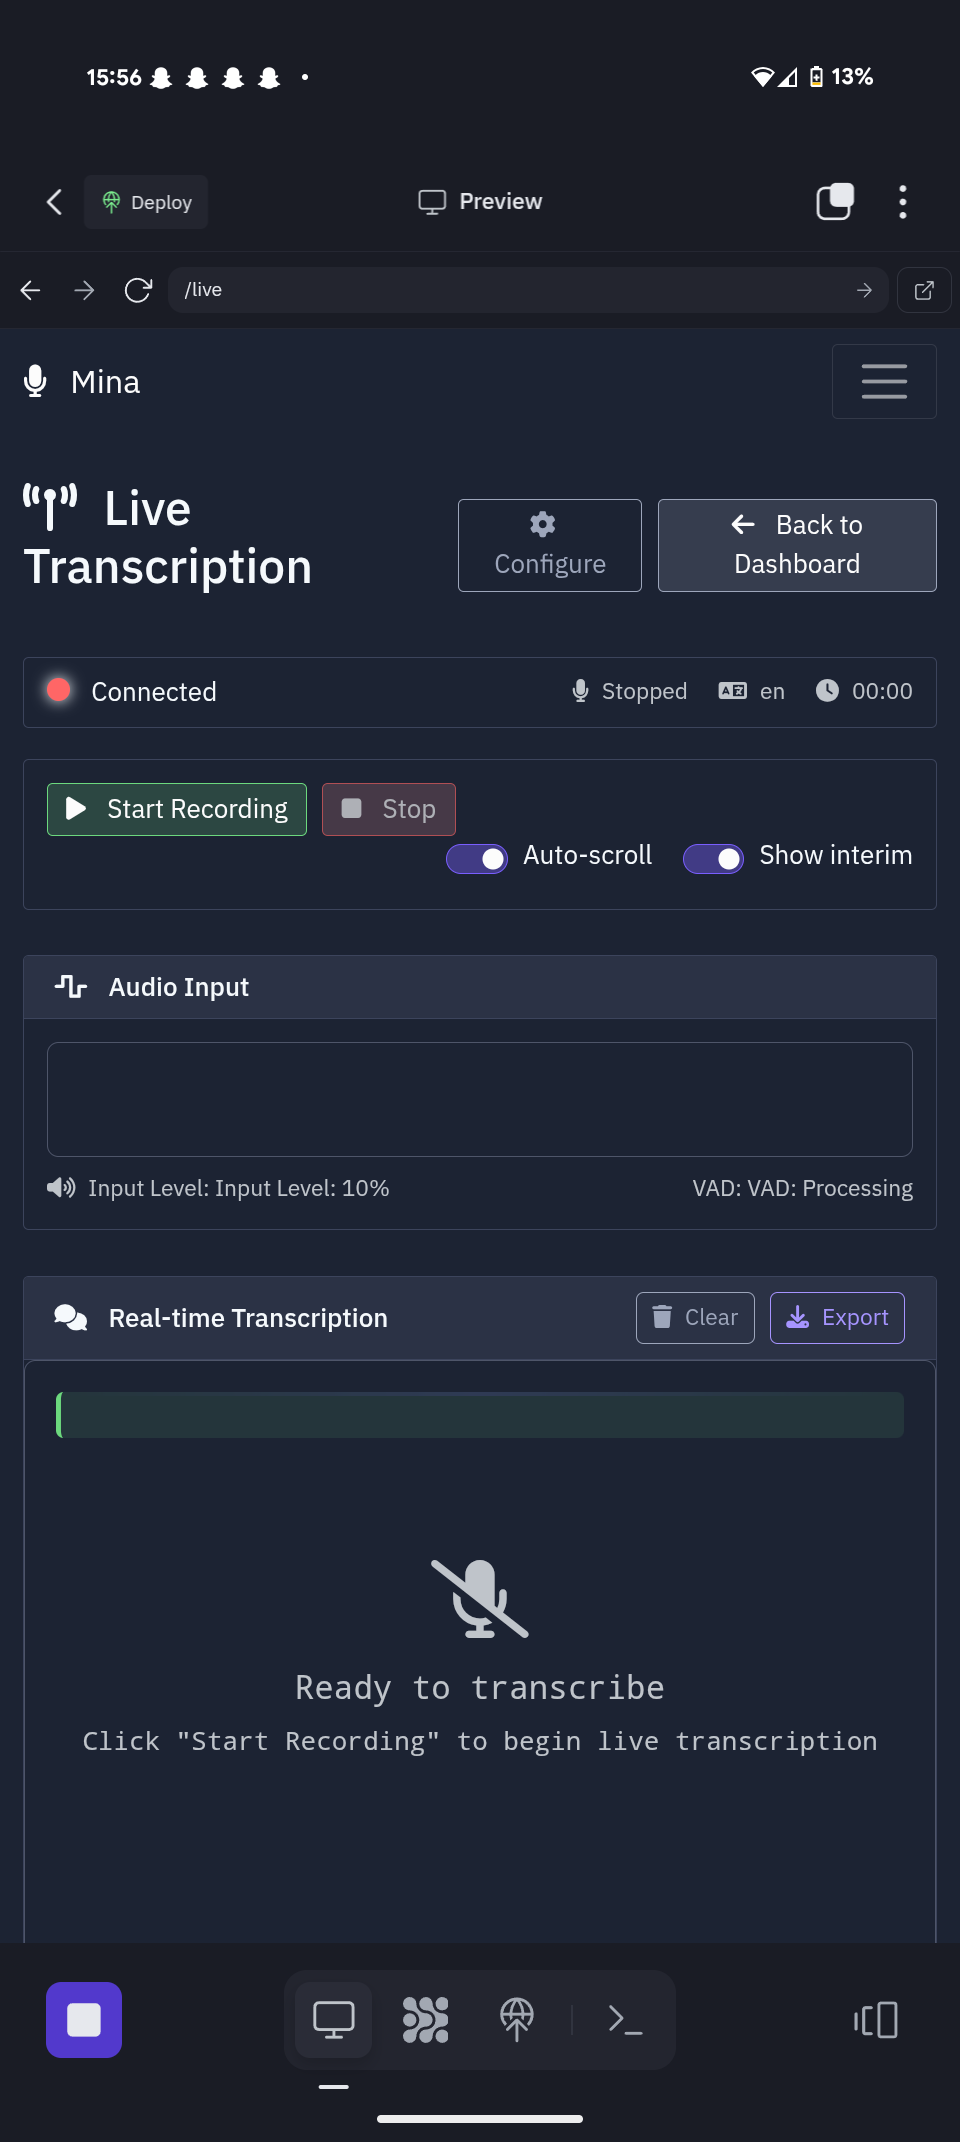 15:56
13%
Deploy
Preview
/live
Mina
Live
Transcription
Configure
Back to
Dashboard
Connected
Stopped
en
00:00
Start Recording
Stop
Auto-scroll
Show interim
Audio Input
Input Level: Input Level: 10%
VAD: VAD: Processing
Real-time Transcription
Clear
Export
Ready to transcribe
Click "Start Recording" to begin live transcription